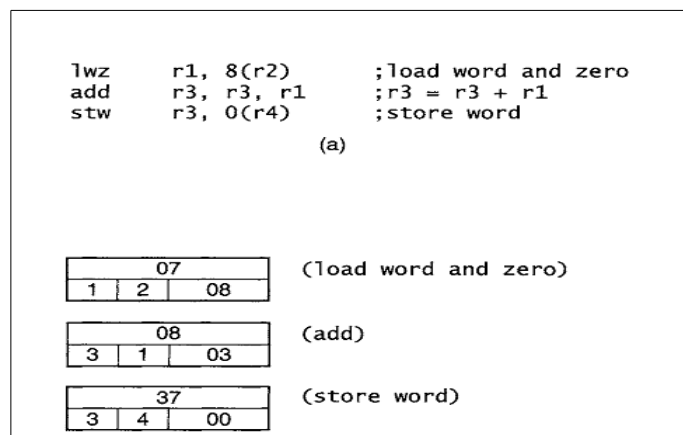 lwz r1, 8(r2) ;load word and zero
add r3, r3, r1 ;r3 = r3 + r1
stw r3, 0(r4) ;store word
(a)
07 (load word and zero)
1 2 08
08 (add)
3 1 03
37 (store word)
3 4 00